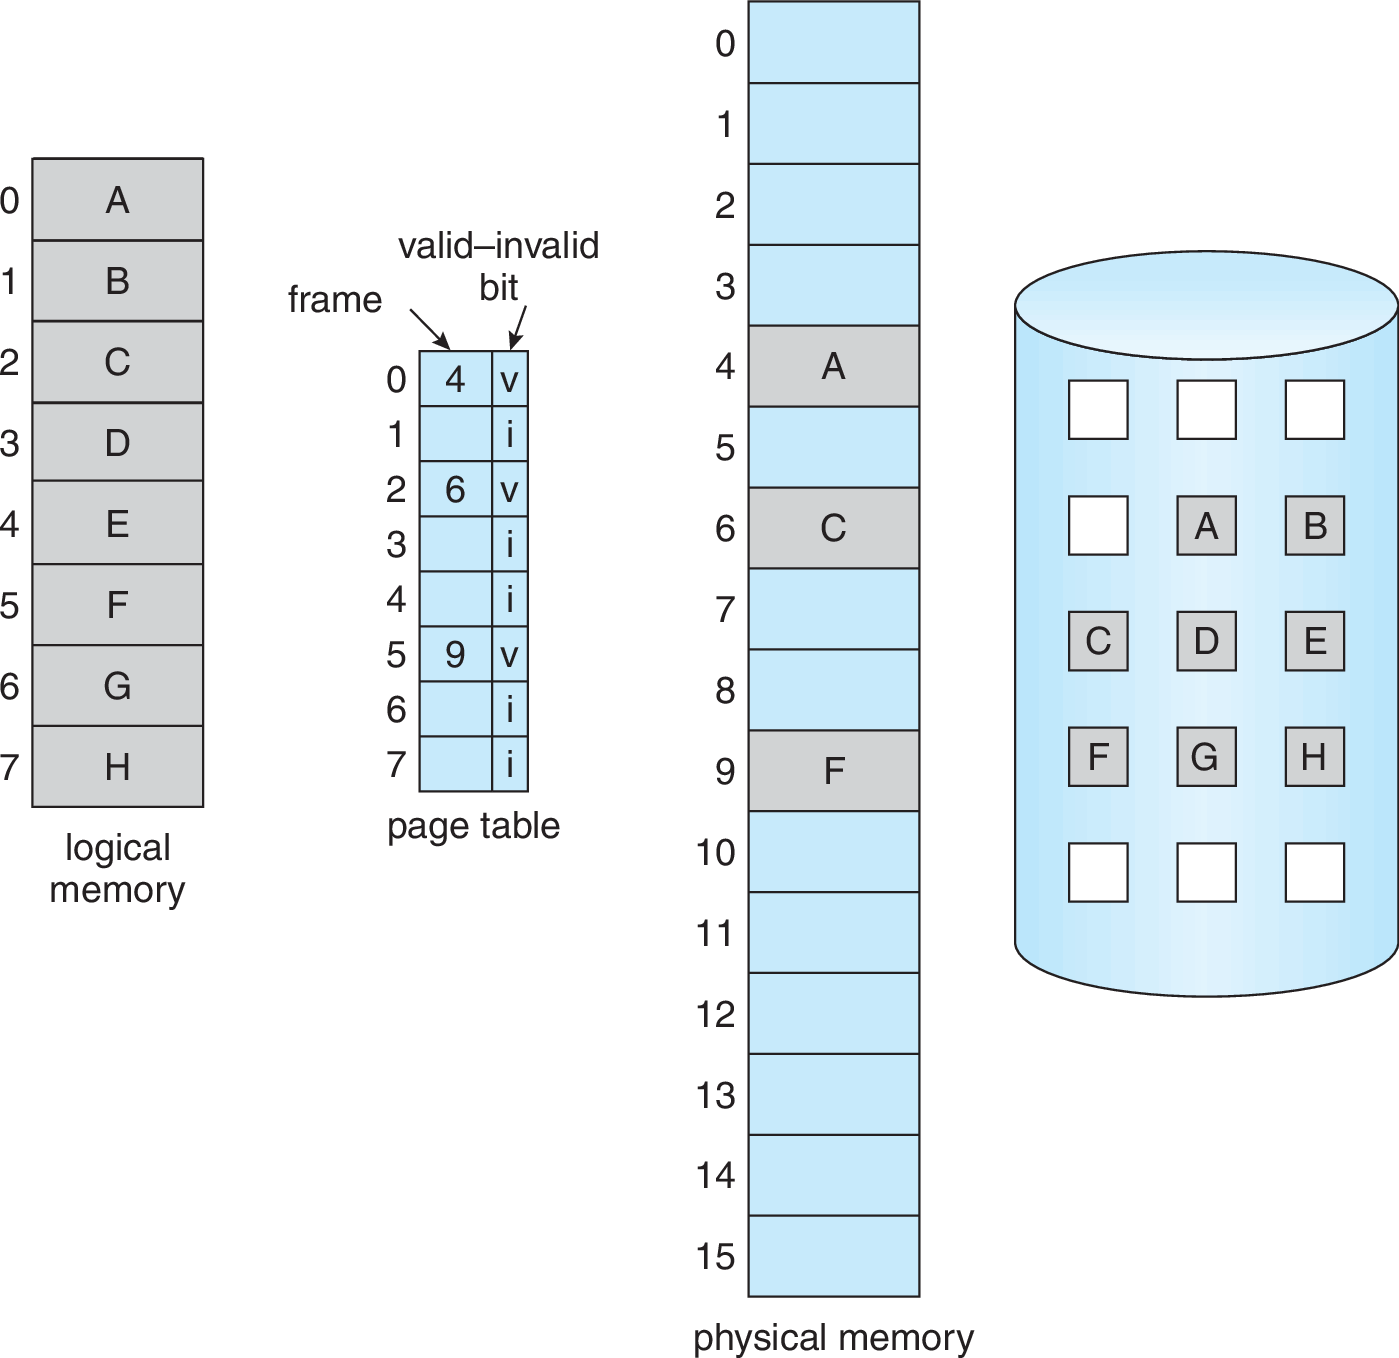 0 A
1 B
2 C
3 D
4 E
5 F
6 G
7 H
logical
memory
valid–invalid
bit
frame
0 4 v
1 i
2 6 v
3 i
4 i
5 9 v
6 i
7 i
page table
0
1
2
3
4 A
5
6 C
7
8
9 F
10
11
12
13
14
15
physical memory
A B
C D E
F G H